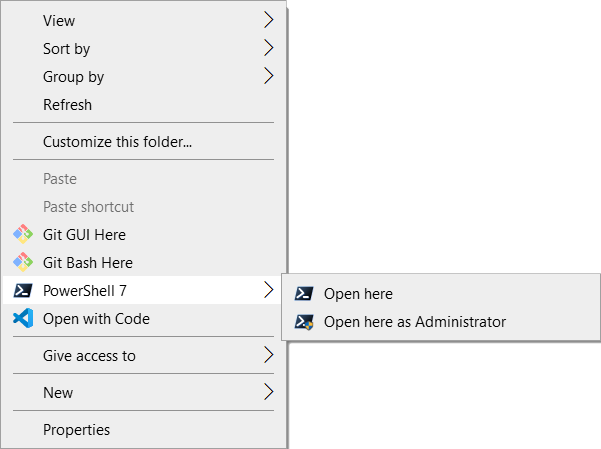 View
Sort by
Group by
Refresh
Customize this folder...
Paste
Paste shortcut
Git GUI Here
Git Bash Here
PowerShell 7
Open here
Open here as Administrator
Open with Code
Give access to
New
Properties